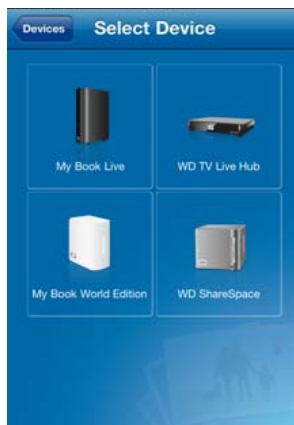 Devices
Select Device
My Book Live
WD TV Live Hub
My Book World Edition
WD ShareSpace